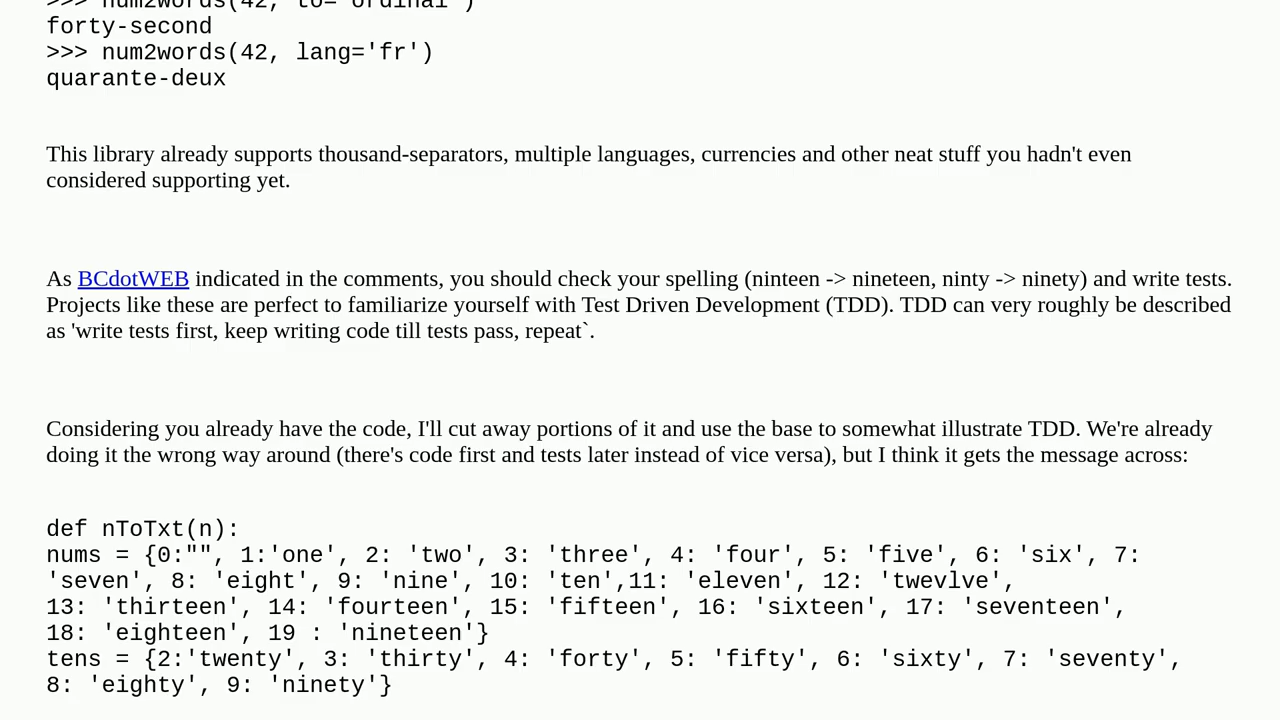 >>> num2words(42, to='ordinal')
forty-second
>>> num2words(42, lang='fr')
quarante-deux
This library already supports thousand-separators, multiple languages, currencies and other neat stuff you hadn't even
considered supporting yet.
As BCdotWEB indicated in the comments, you should check your spelling (ninteen -> nineteen, ninty -> ninety) and write tests.
Projects like these are perfect to familiarize yourself with Test Driven Development (TDD). TDD can very roughly be described
as 'write tests first, keep writing code till tests pass, repeat`.
Considering you already have the code, I'll cut away portions of it and use the base to somewhat illustrate TDD. We're already
doing it the wrong way around (there's code first and tests later instead of vice versa), but I think it gets the message across:
def nToTxt(n):
nums = {0:"", 1:'one', 2: 'two', 3: 'three', 4: 'four', 5: 'five', 6: 'six', 7:
'seven', 8: 'eight', 9: 'nine', 10: 'ten',11: 'eleven', 12: 'twevlve',
13: 'thirteen', 14: 'fourteen', 15: 'fifteen', 16: 'sixteen', 17: 'seventeen',
18: 'eighteen', 19 : 'nineteen'}
tens = {2:'twenty', 3: 'thirty', 4: 'forty', 5: 'fifty', 6: 'sixty', 7: 'seventy',
8: 'eighty', 9: 'ninety'}